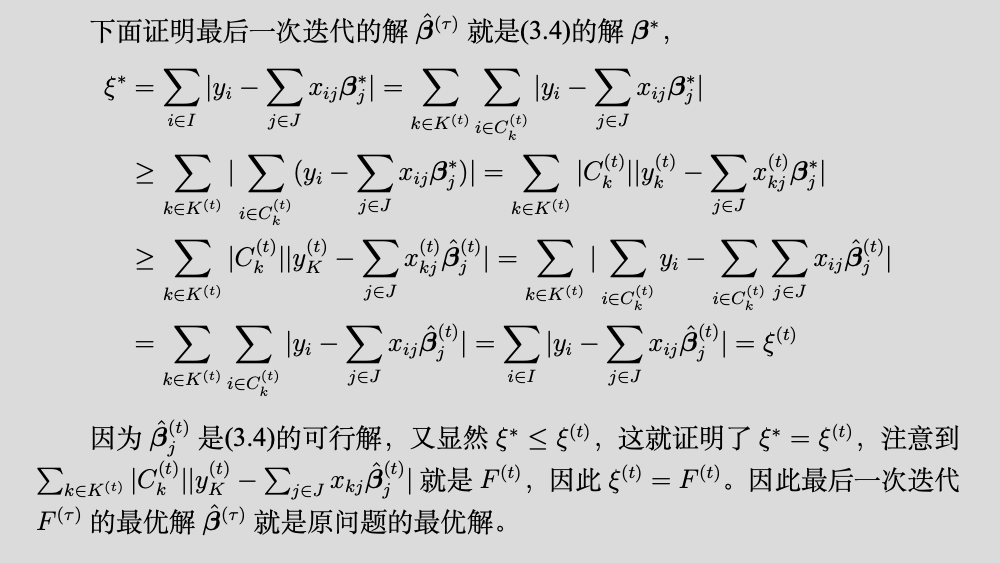 下面证明最后一次迭代的解 $\hat{\boldsymbol{\beta}}^{(\tau)}$ 就是(3.4)的解 $\boldsymbol{\beta}^*$，
$\xi^* = \sum_{i \in I} |y_i - \sum_{j \in J} x_{ij} \boldsymbol{\beta}_j^*| = \sum_{k \in K^{(t)}} \sum_{i \in C_k^{(t)}} |y_i - \sum_{j \in J} x_{ij} \boldsymbol{\beta}_j^*|$
$\geq \sum_{k \in K^{(t)}} | \sum_{i \in C_k^{(t)}} (y_i - \sum_{j \in J} x_{ij} \boldsymbol{\beta}_j^*)| = \sum_{k \in K^{(t)}} |C_k^{(t)}||y_k^{(t)} - \sum_{j \in J} x_{kj}^{(t)} \boldsymbol{\beta}_j^*|$
$\geq \sum_{k \in K^{(t)}} |C_k^{(t)}||y_K^{(t)} - \sum_{j \in J} x_{kj}^{(t)} \hat{\boldsymbol{\beta}}_j^{(t)}| = \sum_{k \in K^{(t)}} | \sum_{i \in C_k^{(t)}} y_i - \sum_{i \in C_k^{(t)}} \sum_{j \in J} x_{ij} \hat{\boldsymbol{\beta}}_j^{(t)}|$
$= \sum_{k \in K^{(t)}} \sum_{i \in C_k^{(t)}} |y_i - \sum_{j \in J} x_{ij} \hat{\boldsymbol{\beta}}_j^{(t)}| = \sum_{i \in I} |y_i - \sum_{j \in J} x_{ij} \hat{\boldsymbol{\beta}}_j^{(t)}| = \xi^{(t)}$
因为 $\hat{\boldsymbol{\beta}}_j^{(t)}$ 是(3.4)的可行解，又显然 $\xi^* \leq \xi^{(t)}$，这就证明了 $\xi^* = \xi^{(t)}$，注意到
$\sum_{k \in K^{(t)}} |C_k^{(t)}||y_K^{(t)} - \sum_{j \in J} x_{kj} \hat{\boldsymbol{\beta}}_j^{(t)}|$ 就是 $F^{(t)}$，因此 $\xi^{(t)} = F^{(t)}$。因此最后一次迭代
$F^{(\tau)}$ 的最优解 $\hat{\boldsymbol{\beta}}^{(\tau)}$ 就是原问题的最优解。